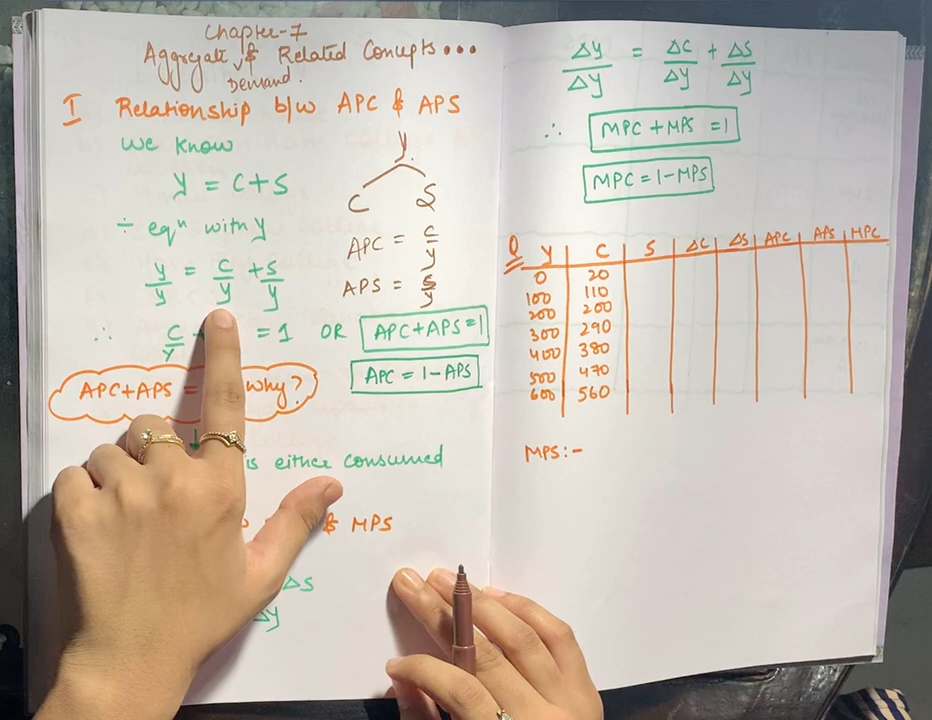 Chapter-7
Aggregate & Related Concepts...
Demand.
I Relationship b/w APC & APS
we know
Y = C+S
÷ eqⁿ with y
y/y = c/y + s/y
∴ C/Y = 1 OR APC+APS=1
APC = 1-APS
Y
C S
APC = C/y
APS = S/y
APC+APS = why?
is either consumed
& MPS
ΔS
Δy
Δy/Δy = Δc/Δy + Δs/Δy
∴ MPC+MPS =1
MPC=1-MPS
Q Y C S ΔC ΔS APC APS MPC
0 20
100 110
200 200
300 290
400 380
500 470
600 560
MPS:-